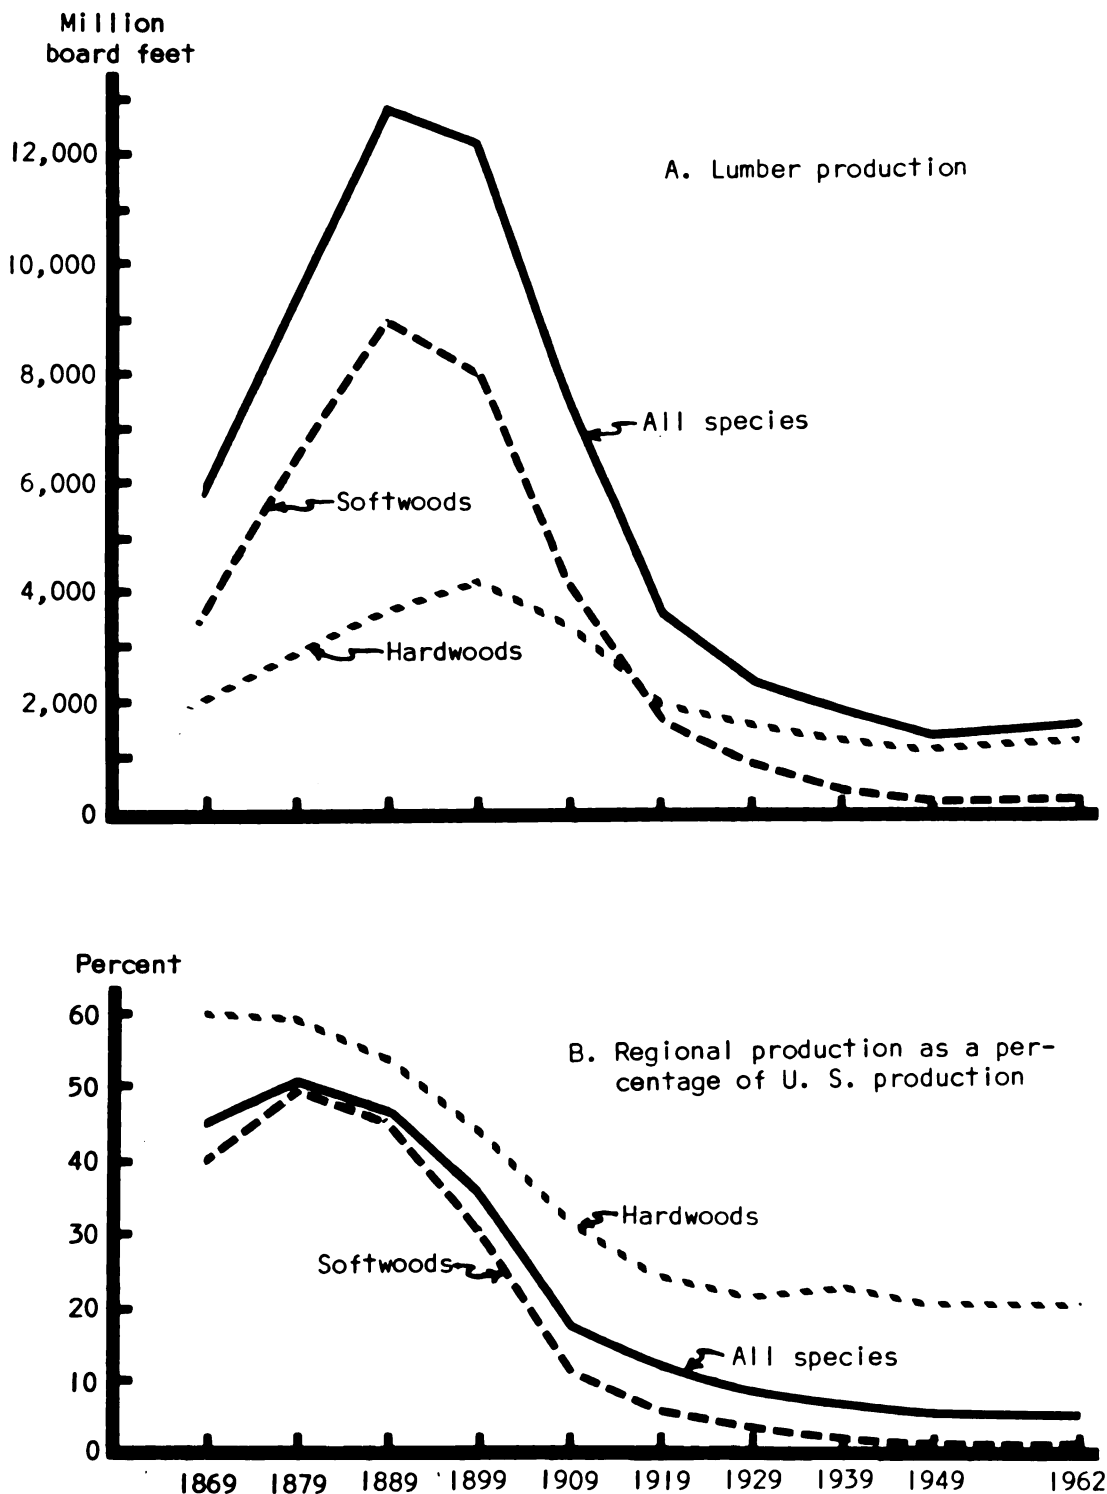 Million
board feet
12,000
10,000
8,000
6,000
4,000
2,000
0
A. Lumber production
All species
Softwoods
Hardwoods
Percent
60
50
40
30
20
10
0
B. Regional production as a per-
centage of U. S. production
Hardwoods
Softwoods
All species
1869 1879 1889 1899 1909 1919 1929 1939 1949 1962